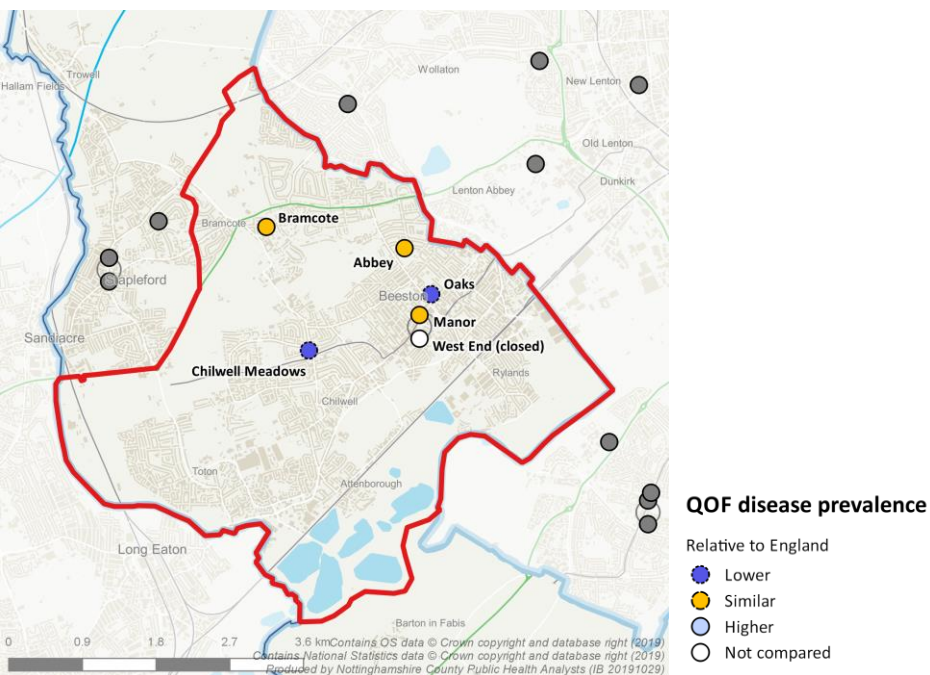 Trowell
Hallam Fields
Wollaton
New Lenton
Old Lenton
Dunkirk
Lenton Abbey
Bramcote
Bramcote
Abbey
Oaks
Beeston
Stapleford
Manor
West End (closed)
Sandiacre
Chilwell Meadows
Rylands
Chilwell
Toton
Attenborough
Long Eaton
Barton in Fabis
QOF disease prevalence
Relative to England
Lower
Similar
Higher
Not compared
0 0.9 1.8 2.7 3.6 km
Contains OS data © Crown copyright and database right (2019)
Contains National Statistics data © Crown copyright and database right (2019)
Produced by Nottinghamshire County Public Health Analysts (IB 20191029)